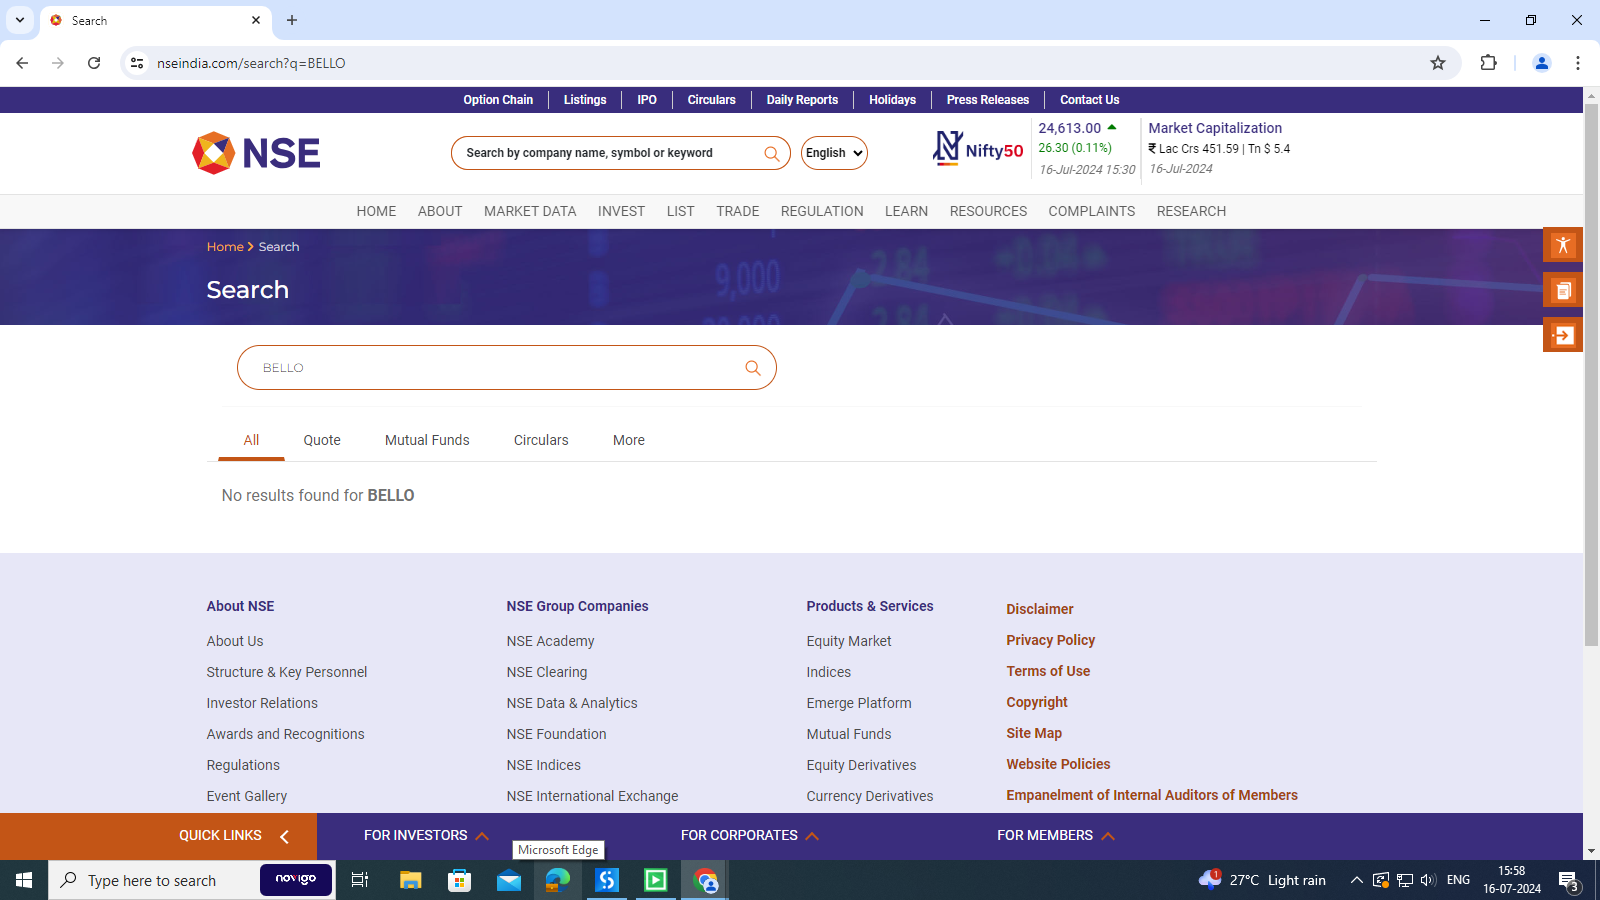 Search
nseindia.com/search?q=BELLO
Option Chain
Listings
IPO
Circulars
Daily Reports
Holidays
Press Releases
Contact Us
NSE
Search by company name, symbol or keyword
English
Nifty50
24,613.00
26.30 (0.11%)
16-Jul-2024 15:30
Market Capitalization
₹ Lac Crs 451.59 | Tn $ 5.4
16-Jul-2024
HOME
ABOUT
MARKET DATA
INVEST
LIST
TRADE
REGULATION
LEARN
RESOURCES
COMPLAINTS
RESEARCH
Home > Search
9,000
2.84
Search
2.84
BELLO
All
Quote
Mutual Funds
Circulars
More
No results found for BELLO
About NSE
About Us
Structure & Key Personnel
Investor Relations
Awards and Recognitions
Regulations
Event Gallery
NSE Group Companies
NSE Academy
NSE Clearing
NSE Data & Analytics
NSE Foundation
NSE Indices
NSE International Exchange
Products & Services
Equity Market
Indices
Emerge Platform
Mutual Funds
Equity Derivatives
Currency Derivatives
Disclaimer
Privacy Policy
Terms of Use
Copyright
Site Map
Website Policies
Empanelment of Internal Auditors of Members
QUICK LINKS
FOR INVESTORS
FOR CORPORATES
FOR MEMBERS
Microsoft Edge
Type here to search
novigo
1
27°C Light rain
ENG
15:58
16-07-2024
3